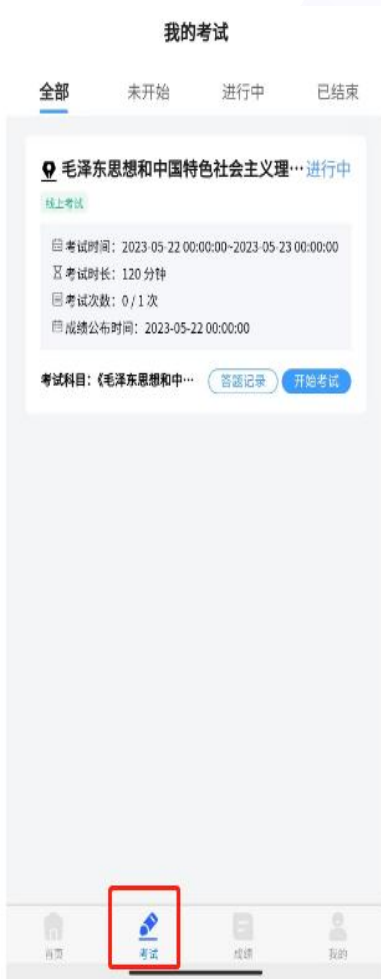 我的考试
全部 未开始 进行中 已结束
毛泽东思想和中国特色社会主义理… 进行中
线上考试
考试时间：2023-05-22 00:00:00~2023-05-23 00:00:00
考试时长：120 分钟
考试次数：0 / 1 次
成绩公布时间：2023-05-22 00:00:00
考试科目：《毛泽东思想和中… 答题记录 开始考试
首页 考试 成绩 我的